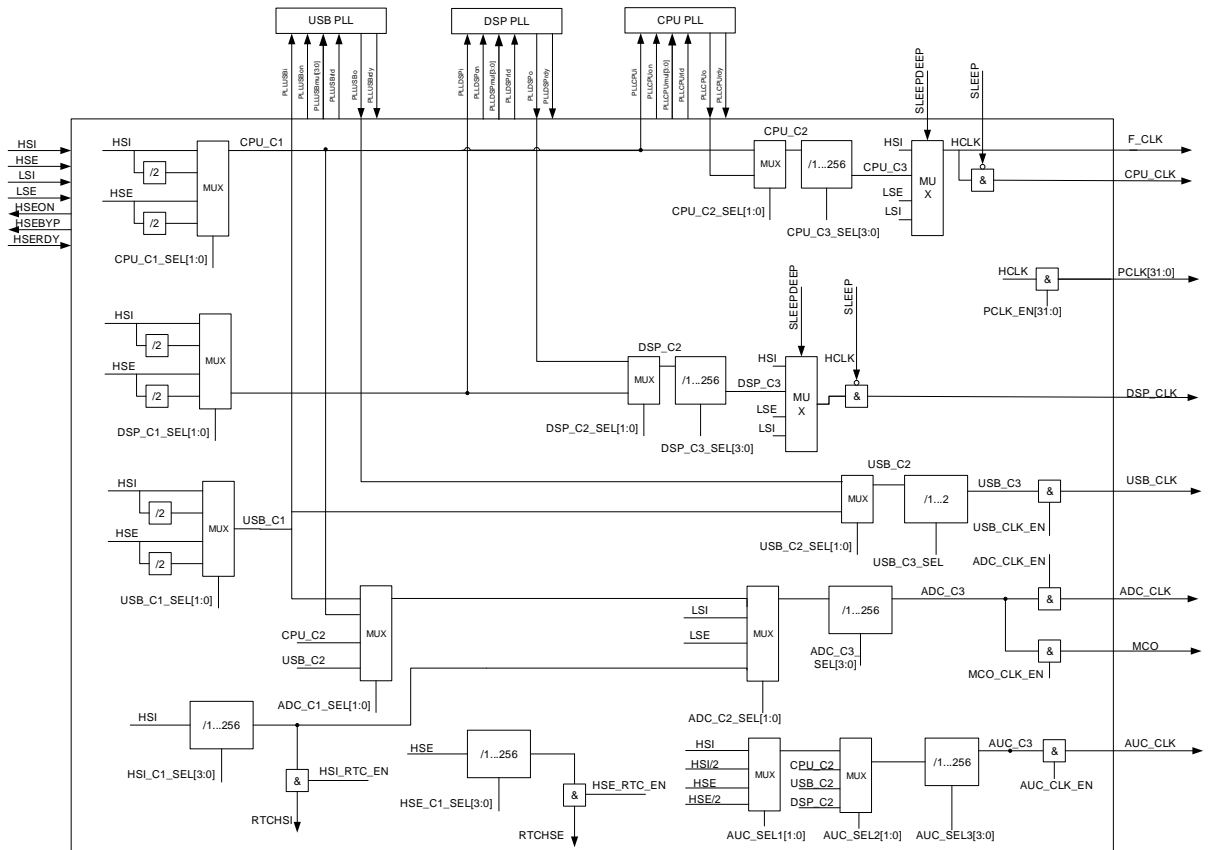 USB PLL
DSP PLL
CPU PLL
PLLUSBi
PLLUSBon
PLLUSBmul[3:0]
PLLUSBrld
PLLUSBo
PLLUSBrdy
PLLDSPi
PLLDSPon
PLLDSPmul[3:0]
PLLDSPrld
PLLDSPo
PLLDSPrdy
PLLCPUi
PLLCPUon
PLLCPUmul[3:0]
PLLCPUrld
PLLCPUo
PLLCPUrdy
SLEEPDEEP
SLEEP
HSI
HSE
LSI
LSE
HSEON
HSEBYP
HSERDY
HSI
/2
HSE
/2
MUX
CPU_C1
CPU_C1_SEL[1:0]
CPU_C2
MUX
/1...256
CPU_C2_SEL[1:0]
CPU_C3_SEL[3:0]
HSI
CPU_C3
LSE
LSI
MU
X
HCLK
&
F_CLK
CPU_CLK
HCLK
&
PCLK[31:0]
PCLK_EN[31:0]
HSI
/2
HSE
/2
MUX
DSP_C1_SEL[1:0]
DSP_C2
MUX
/1...256
DSP_C2_SEL[1:0]
DSP_C3_SEL[3:0]
SLEEPDEEP
SLEEP
HSI
DSP_C3
LSE
LSI
MU
X
HCLK
&
DSP_CLK
HSI
/2
HSE
/2
MUX
USB_C1
USB_C1_SEL[1:0]
USB_C2
MUX
/1...2
USB_C3
&
USB_CLK
USB_C2_SEL[1:0]
USB_C3_SEL
USB_CLK_EN
ADC_CLK_EN
CPU_C2
USB_C2
MUX
ADC_C1_SEL[1:0]
LSI
LSE
MUX
ADC_C2_SEL[1:0]
/1...256
ADC_C3_
SEL[3:0]
ADC_C3
&
ADC_CLK
&
MCO
MCO_CLK_EN
HSI
/1...256
HSI_C1_SEL[3:0]
&
HSI_RTC_EN
RTCHSI
HSE
/1...256
HSE_C1_SEL[3:0]
&
HSE_RTC_EN
RTCHSE
HSI
HSI/2
HSE
HSE/2
MUX
AUC_SEL1[1:0]
CPU_C2
USB_C2
DSP_C2
MUX
AUC_SEL2[1:0]
/1...256
AUC_SEL3[3:0]
AUC_C3
&
AUC_CLK
AUC_CLK_EN